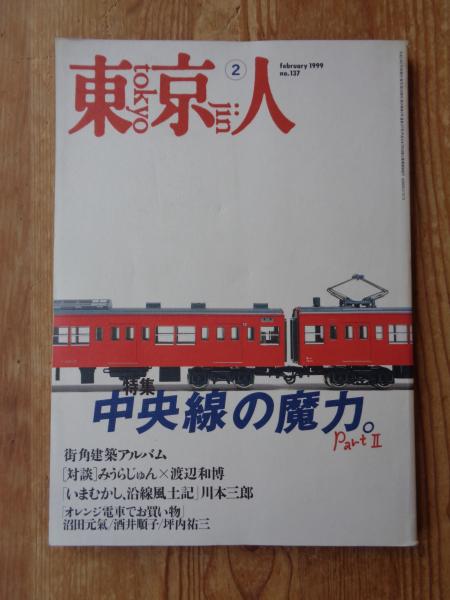 東京人
tokyo jin
2
february 1999
no.137
特集
中央線の魔力。
Part II
街角建築アルバム
[対談]みうらじゅん×渡辺和博
[いまむかし、沿線風土記]川本三郎
[オレンジ電車でお買い物]
沼田元氣/酒井順子/坪内祐三